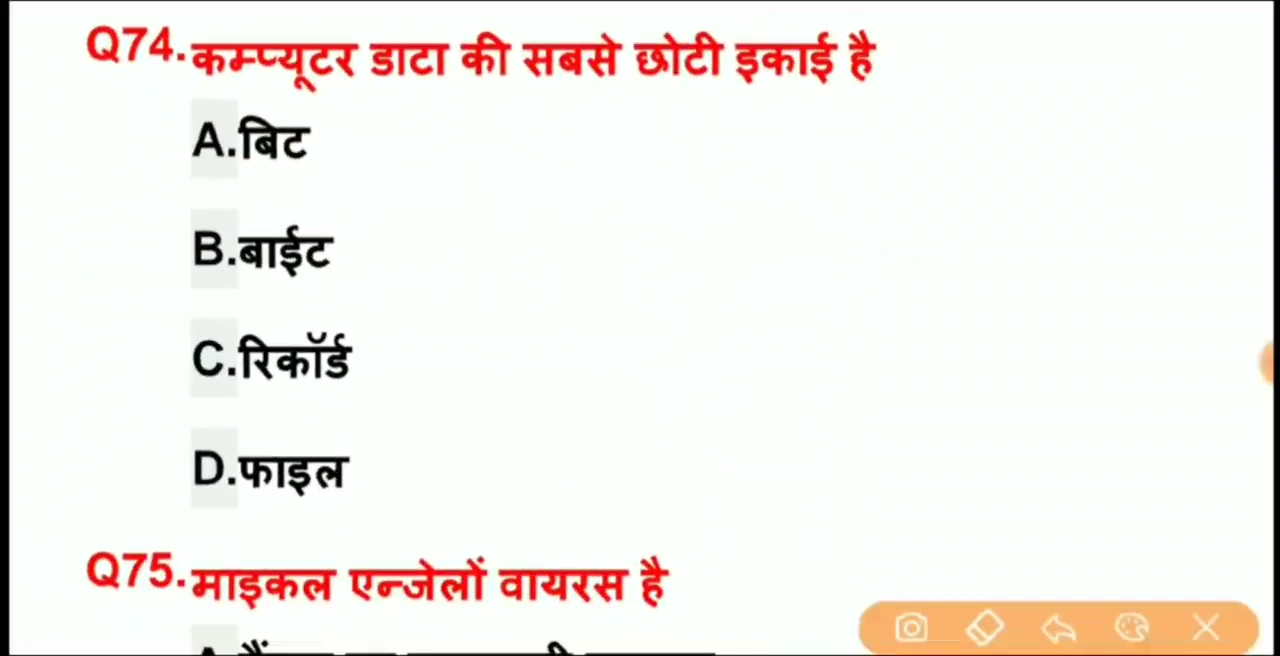 Q74.कम्प्यूटर डाटा की सबसे छोटी इकाई है
A.बिट
B.बाईट
C.रिकॉर्ड
D.फाइल
Q75.माइकल एन्जेलों वायरस है